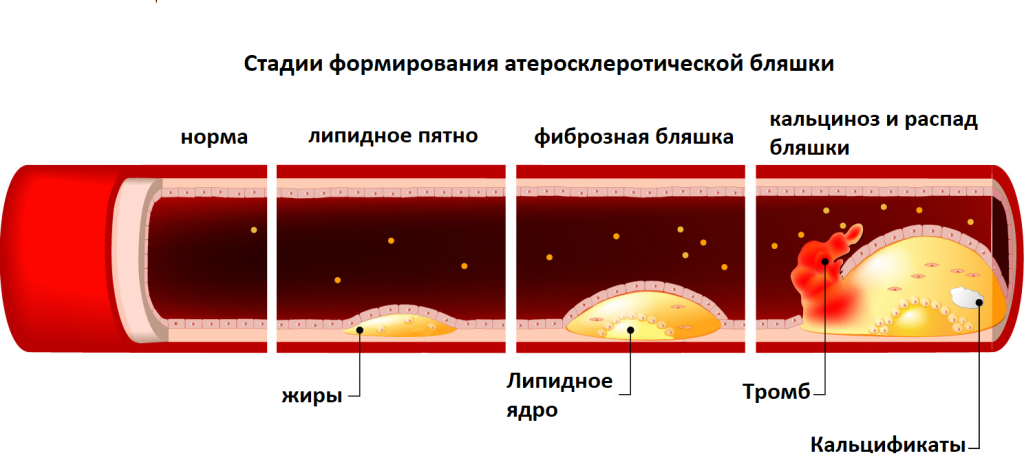 Стадии формирования атеросклеротической бляшки
норма
липидное пятно
фиброзная бляшка
кальциноз и распад
бляшки
жиры
Липидное
ядро
Тромб
Кальцификаты